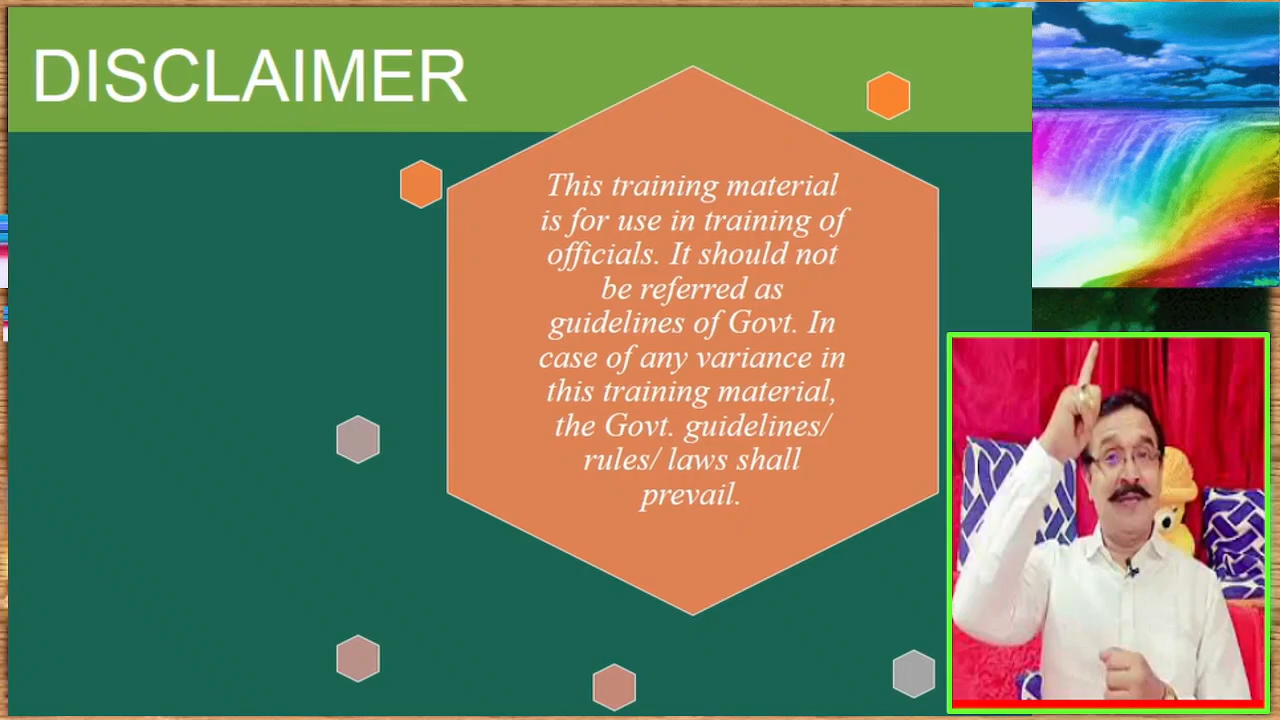 DISCLAIMER
This training material
is for use in training of
officials. It should not
be referred as
guidelines of Govt. In
case of any variance in
this training material,
the Govt. guidelines/
rules/ laws shall
prevail.